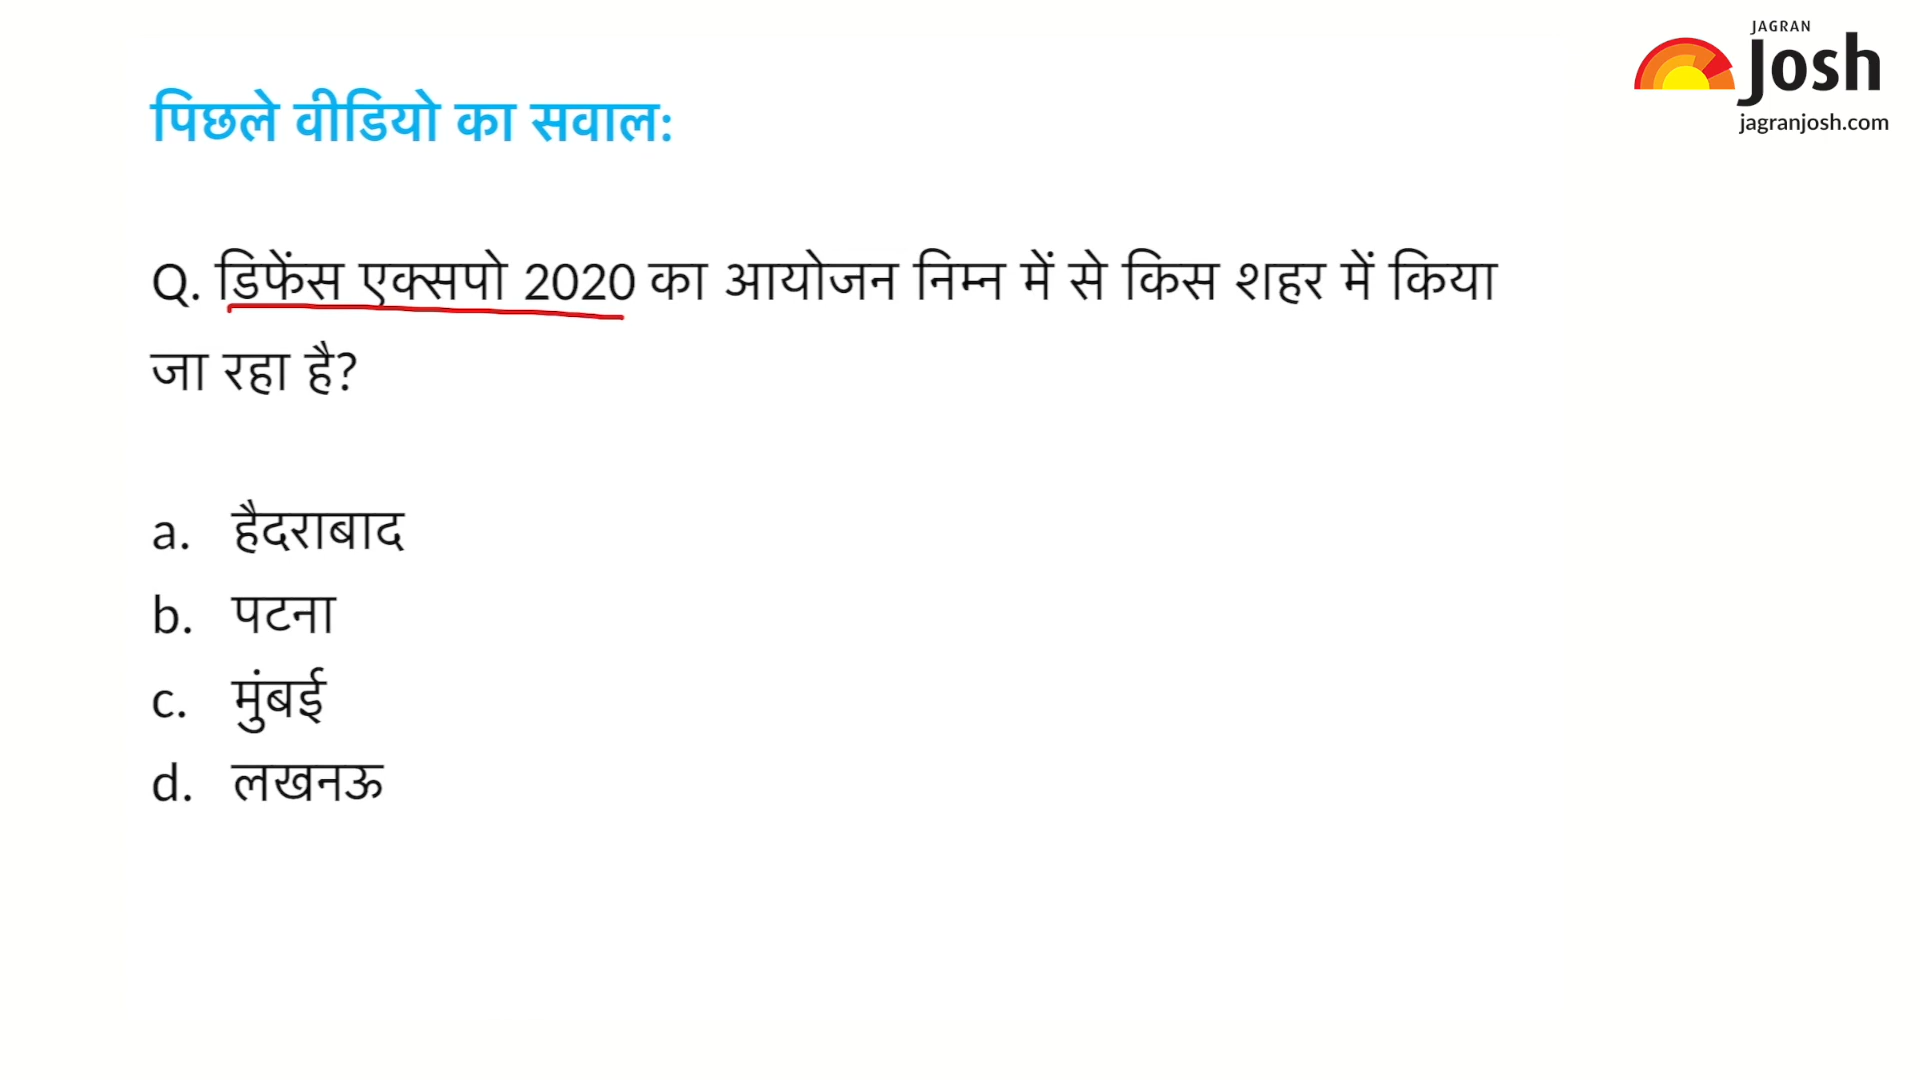 JAGRAN
Josh
jagranjosh.com
पिछले वीडियो का सवाल:
Q. डिफेंस एक्सपो 2020 का आयोजन निम्न में से किस शहर में किया
जा रहा है?
a. हैदराबाद
b. पटना
c. मुंबई
d. लखनऊ